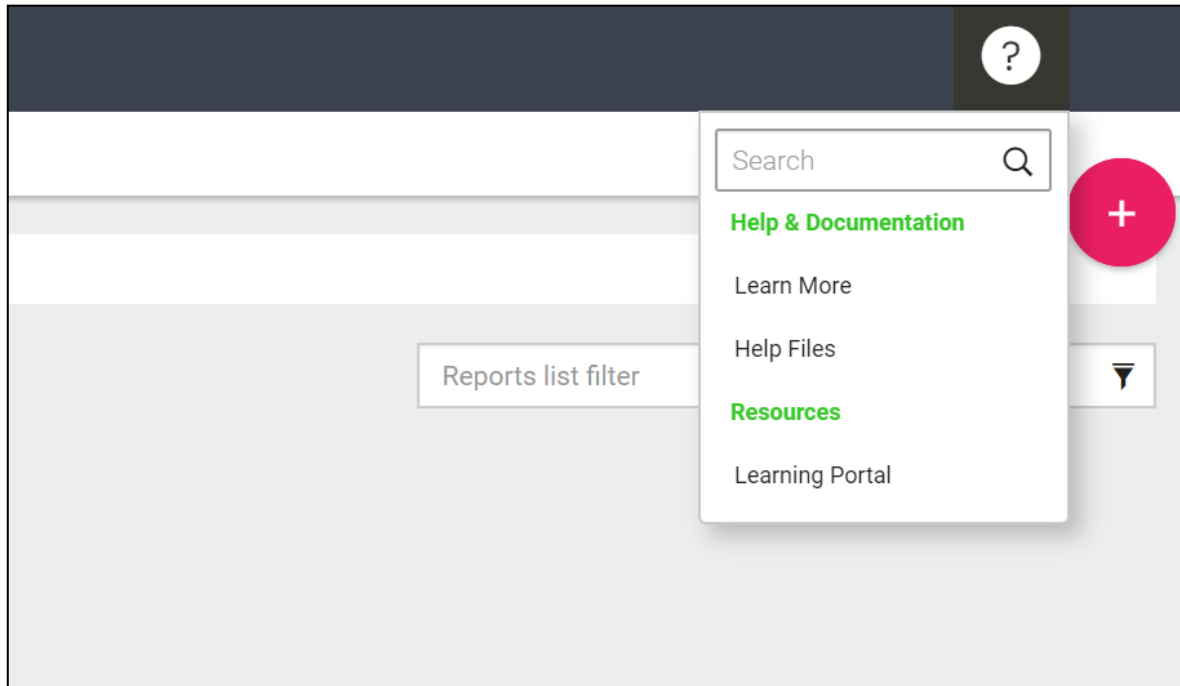 ?
Search
Help & Documentation
+
Learn More
Help Files
Reports list filter
Resources
Learning Portal